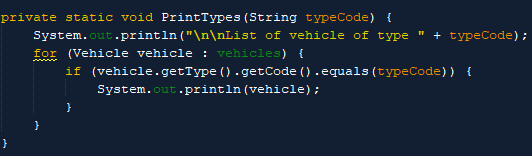 private static void PrintTypes(String typeCode) {
    System.out.println("\n\nList of vehicle of type " + typeCode);
    for (Vehicle vehicle : vehicles) {
        if (vehicle.getType().getCode().equals(typeCode)) {
            System.out.println(vehicle);
        }
    }
}